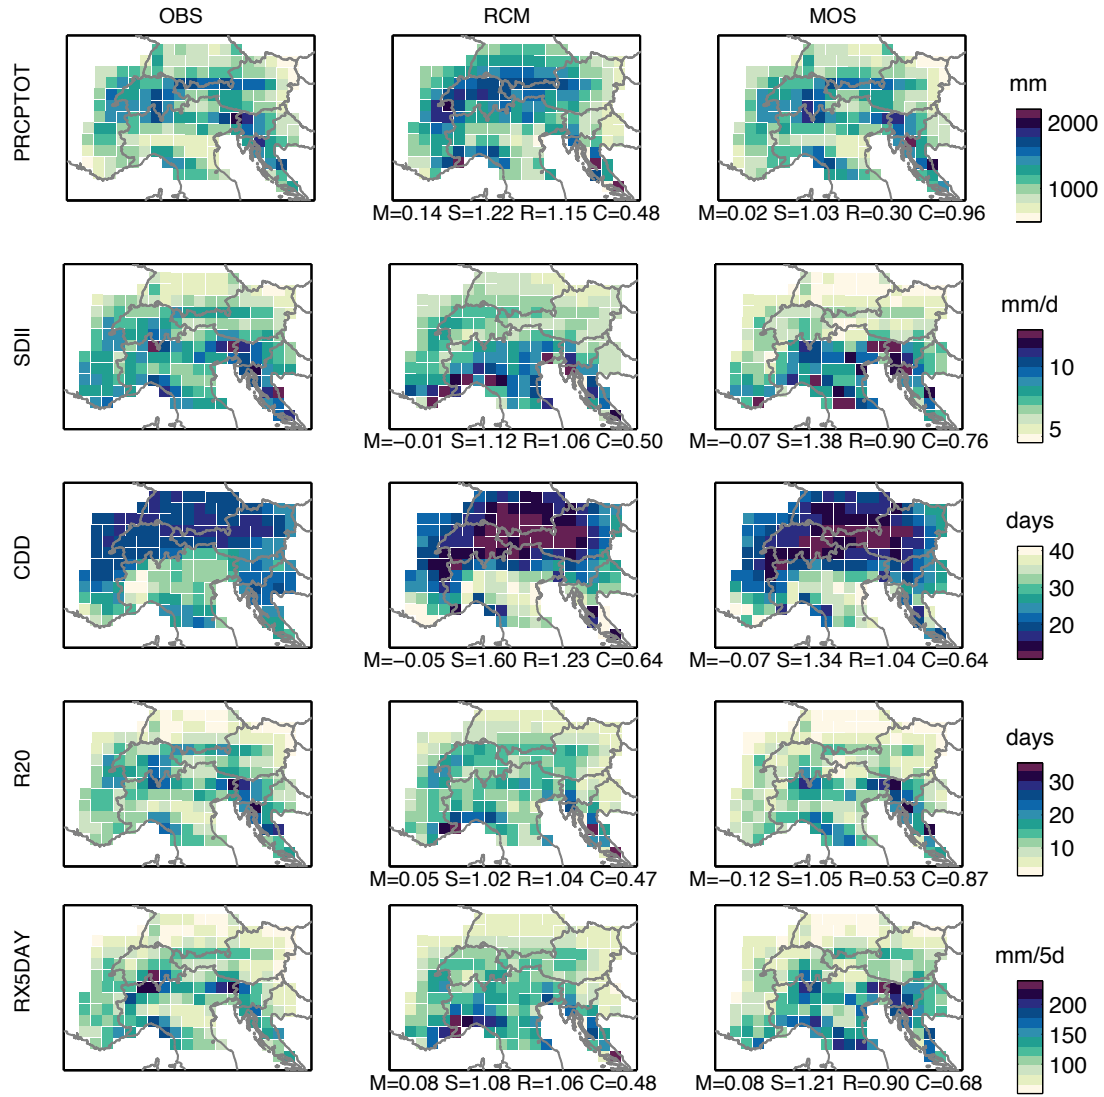 OBS RCM MOS
PRCPTOT
mm
2000
1000
M=0.14 S=1.22 R=1.15 C=0.48 M=0.02 S=1.03 R=0.30 C=0.96
SDII
mm/d
10
5
M=−0.01 S=1.12 R=1.06 C=0.50 M=−0.07 S=1.38 R=0.90 C=0.76
CDD
days
40
30
20
M=−0.05 S=1.60 R=1.23 C=0.64 M=−0.07 S=1.34 R=1.04 C=0.64
R20
days
30
20
10
M=0.05 S=1.02 R=1.04 C=0.47 M=−0.12 S=1.05 R=0.53 C=0.87
RX5DAY
mm/5d
200
150
100
M=0.08 S=1.08 R=1.06 C=0.48 M=0.08 S=1.21 R=0.90 C=0.68